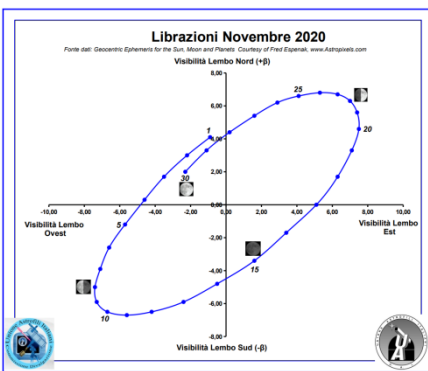 Librazioni Novembre 2020
Fonte dati: Geocentric Ephemeris for the Sun, Moon and Planets Courtesy of Fred Espenak, www.Astropixels.com
Visibilità Lembo Nord (+β)
8,00
25
6,00
20
1
4,00
2,00
30
0,00
-10,00 -8,00 -6,00 -4,00 -2,00 0,00 2,00 4,00 6,00 8,00 10,00
Visibilità Lembo
Ovest
5
Visibilità Lembo
Est
-2,00
15
-4,00
-6,00
10
-8,00
Visibilità Lembo Sud (-β)
UAI